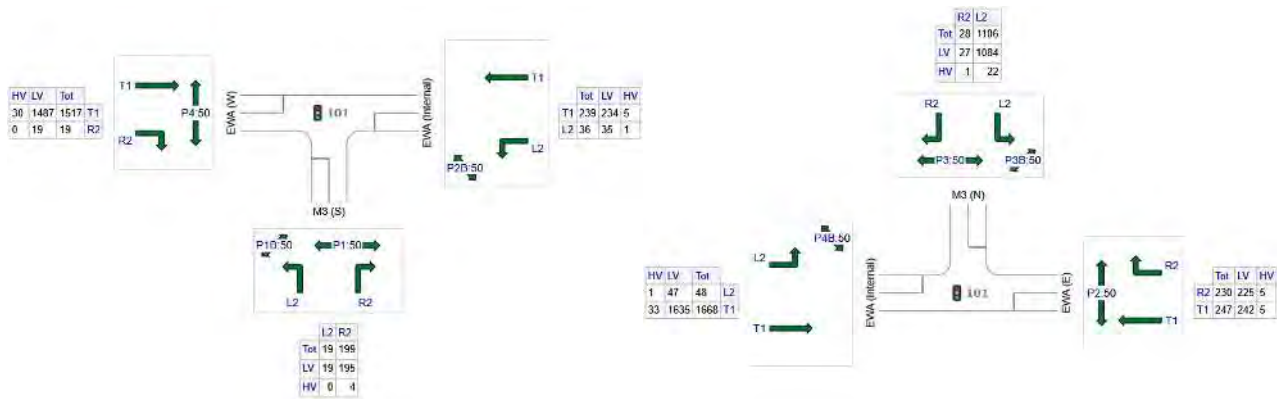 HV LV Tot
30 1487 1517 T1
0 19 19 R2
T1
P4:50
R2
EWA (W)
101
EWA (Internal)
M3 (S)
T1
L2
P2B:50
Tot LV HV
T1 239 234 5
L2 36 35 1
P1B:50
P1:50
L2
R2
L2 R2
Tot 19 199
LV 19 195
HV 0 4
R2 L2
Tot 28 1106
LV 27 1084
HV 1 22
R2
L2
P3:50
P3B:50
M3 (N)
P4B:50
L2
T1
HV LV Tot
1 47 48 L2
33 1635 1668 T1
EWA (Internal)
101
EWA (E)
P2:50
R2
T1
Tot LV HV
R2 230 225 5
T1 247 242 5